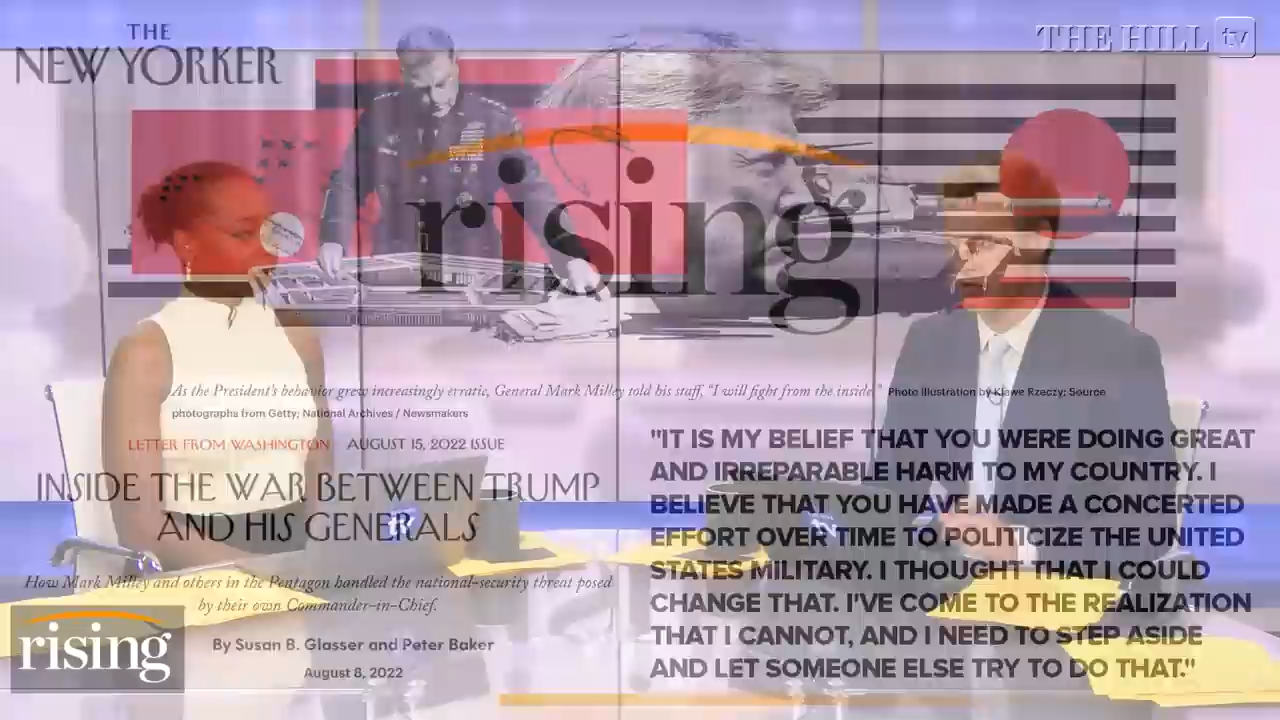 THE
NEW YORKER
THE HILL tv
rising
As the President's behavior grew increasingly erratic, General Mark Milley told his staff, "I will fight from the inside" Photo illustration by Klawe Rzeczy; Source
photographs from Getty; National Archives / Newsmakers
LETTER FROM WASHINGTON AUGUST 15, 2022 ISSUE
INSIDE THE WAR BETWEEN TRUMP
AND HIS GENERALS
How Mark Milley and others in the Pentagon handled the national-security threat posed
by their own Commander-in-Chief.
By Susan B. Glasser and Peter Baker
August 8, 2022
"IT IS MY BELIEF THAT YOU WERE DOING GREAT
AND IRREPARABLE HARM TO MY COUNTRY. I
BELIEVE THAT YOU HAVE MADE A CONCERTED
EFFORT OVER TIME TO POLITICIZE THE UNITED
STATES MILITARY. I THOUGHT THAT I COULD
CHANGE THAT. I'VE COME TO THE REALIZATION
THAT I CANNOT, AND I NEED TO STEP ASIDE
AND LET SOMEONE ELSE TRY TO DO THAT."
rising